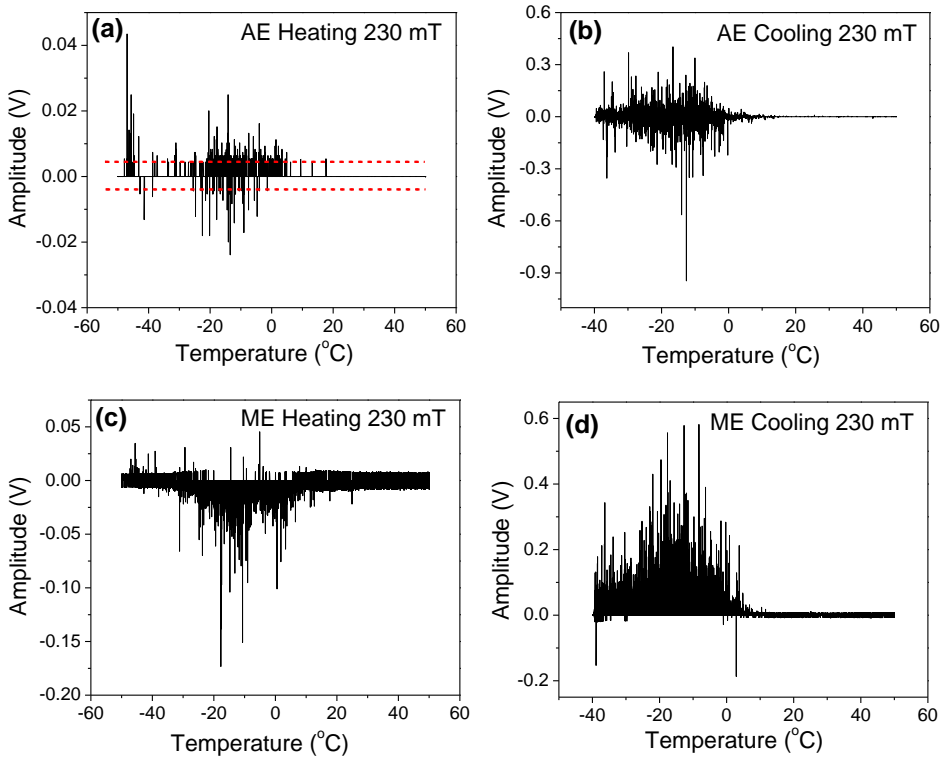 (a) AE Heating 230 mT
0.04
0.02
0.00
-0.02
-0.04
Amplitude (V)
-60 -40 -20 0 20 40 60
Temperature (°C)
(b) AE Cooling 230 mT
0.6
0.3
0.0
-0.3
-0.6
-0.9
Amplitude (V)
-60 -40 -20 0 20 40 60
Temperature (°C)
(c) ME Heating 230 mT
0.05
0.00
-0.05
-0.10
-0.15
-0.20
Amplitude (V)
-60 -40 -20 0 20 40 60
Temperature (°C)
(d) ME Cooling 230 mT
0.6
0.4
0.2
0.0
-0.2
Amplitude (V)
-60 -40 -20 0 20 40 60
Temperature (°C)